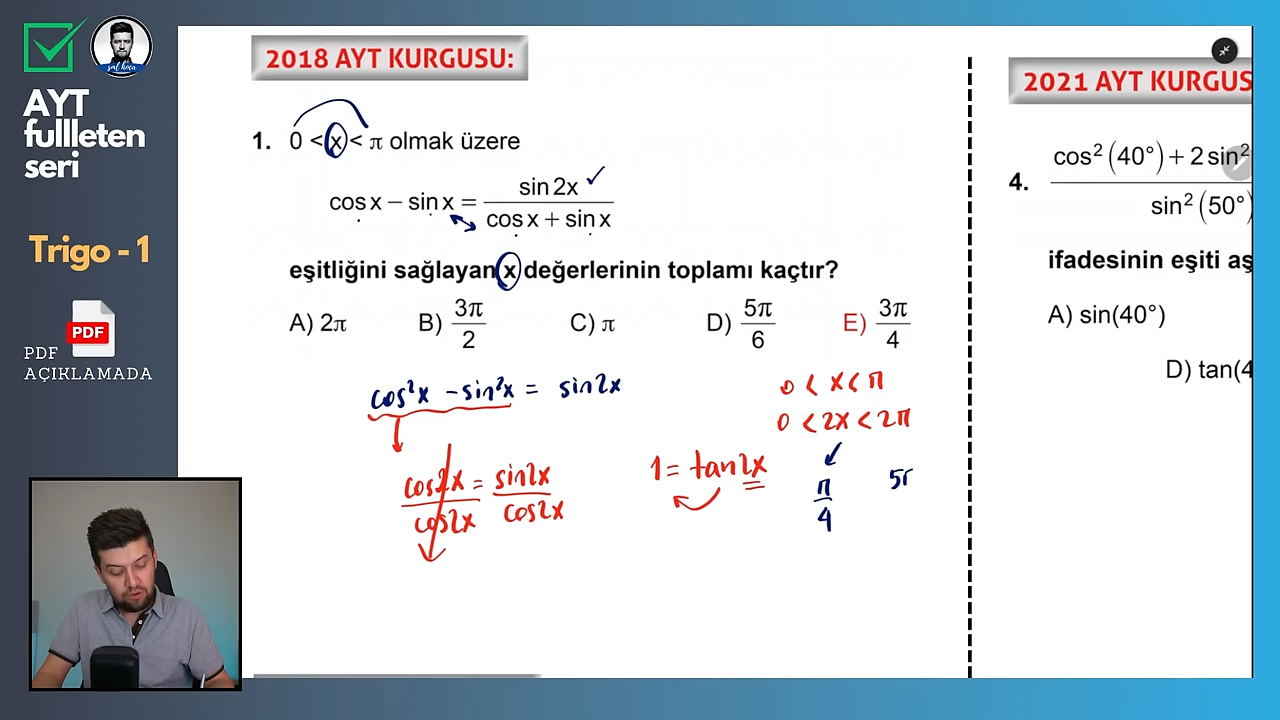 AYT
fullleten
seri
Trigo - 1
PDF
PDF
AÇIKLAMADA
2018 AYT KURGUSU:
1. 0 < x < π olmak üzere
cos x − sin x = sin 2x / cos x + sin x
eşitliğini sağlayan x değerlerinin toplamı kaçtır?
A) 2π B) 3π/2 C) π D) 5π/6 E) 3π/4
cos²x − sin²x = sin2x
cos2x/cos2x = sin2x/cos2x
1 = tan2x
0 < x < π
0 < 2x < 2π
π/4
2021 AYT KURGUS
4. cos² (40°) + 2 sin² / sin² (50°)
ifadesinin eşiti aş
A) sin(40°)
D) tan(4